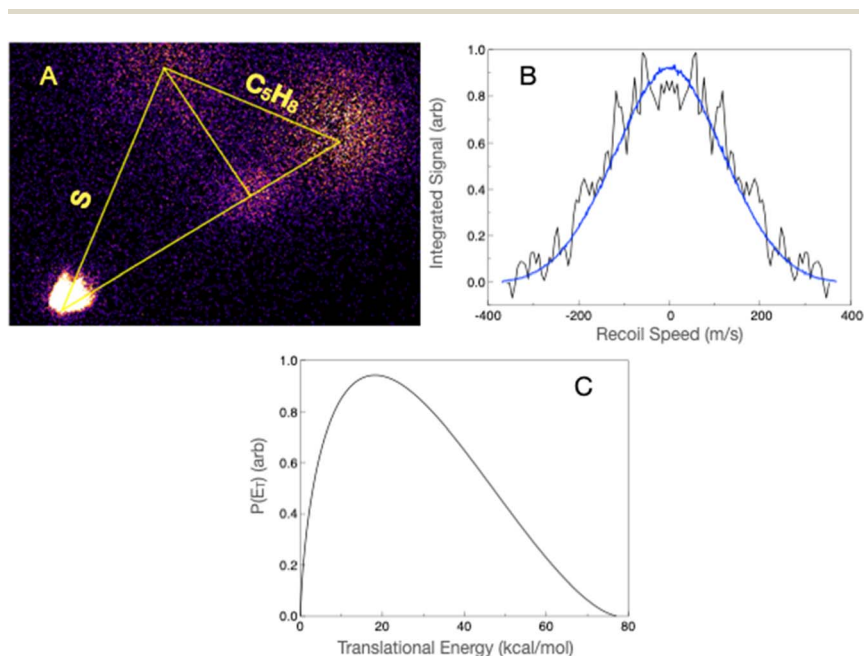 A
C₅H₈
S
B
Integrated Signal (arb)
1.0
0.8
0.6
0.4
0.2
0.0
-400
-200
0
200
400
Recoil Speed (m/s)
C
P(ET) (arb)
1.0
0.8
0.6
0.4
0.2
0.0
0
20
40
60
80
Translational Energy (kcal/mol)